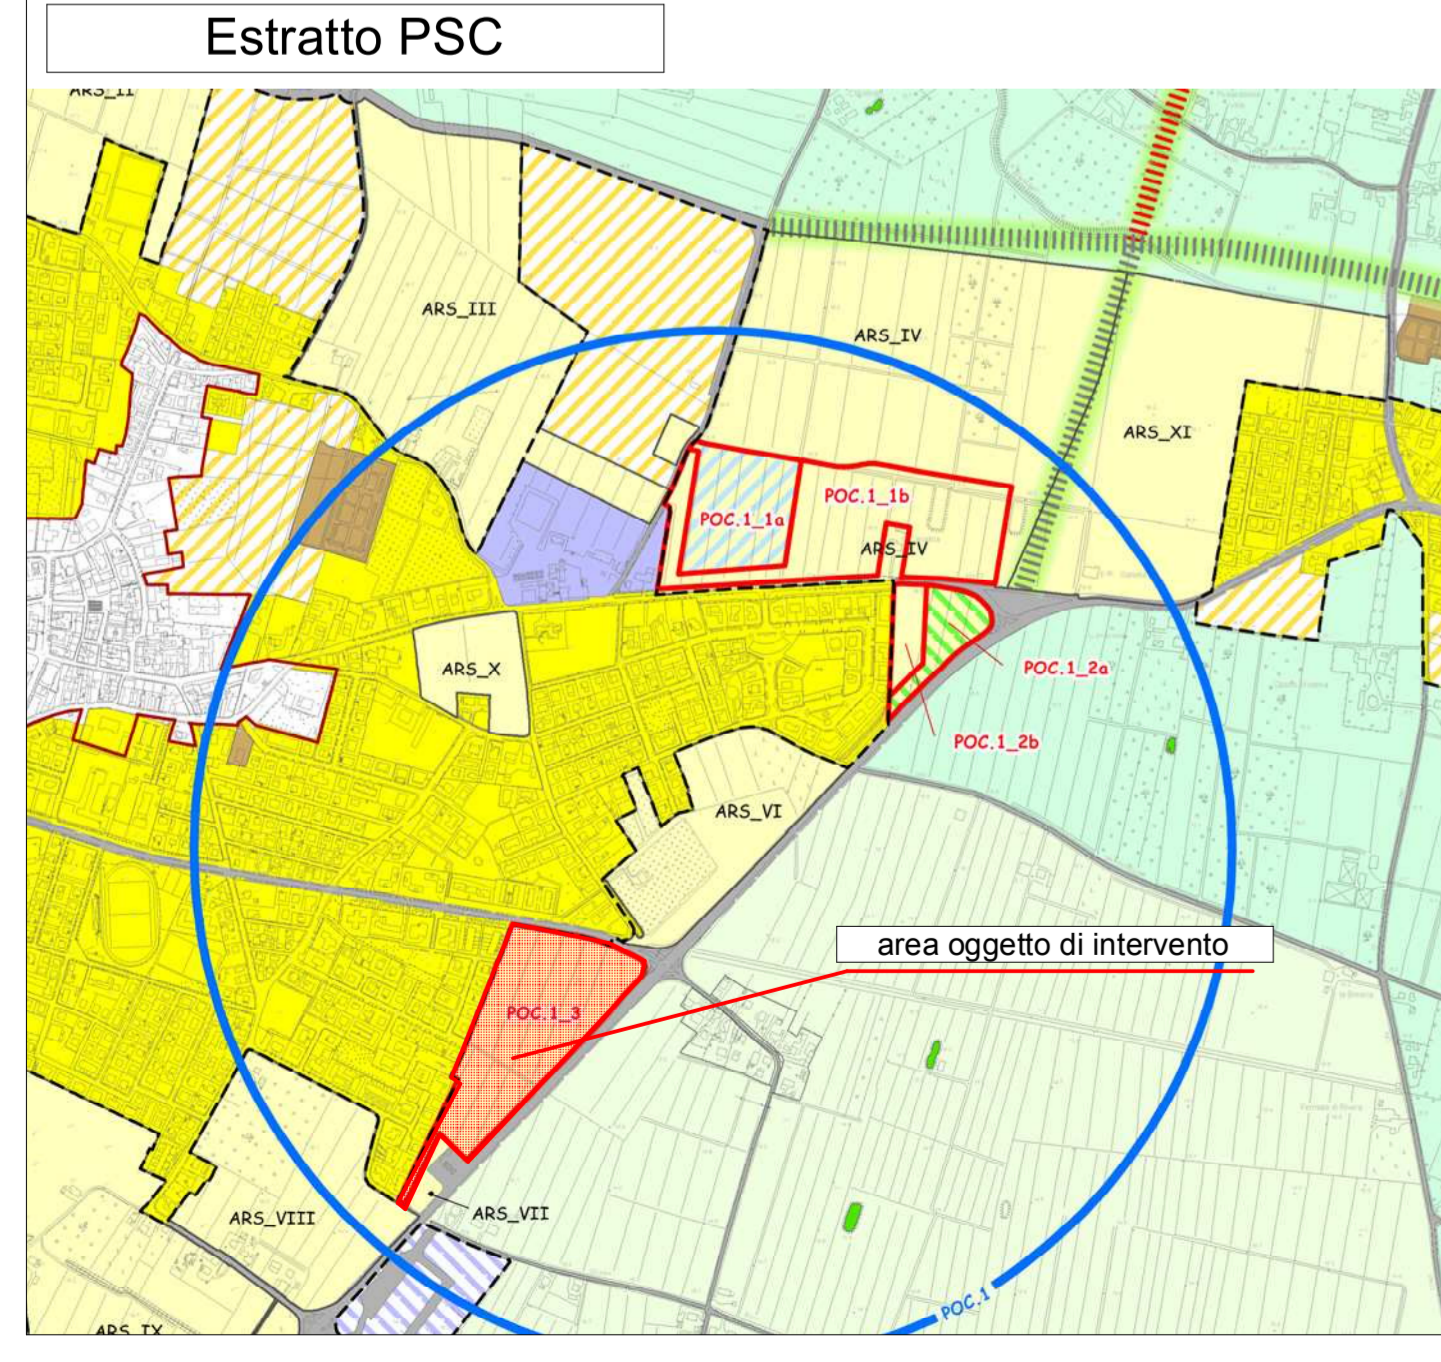 Estratto PSC
ARS_II
ARS_III
ARS_IV
ARS_XI
POC.1_1b
POC.1_1a
ARS_IV
ARS_X
POC.1_2a
POC.1_2b
ARS_VI
area oggetto di intervento
POC.1_3
ARS_VIII
ARS_VII
POC.1
ARS_IX